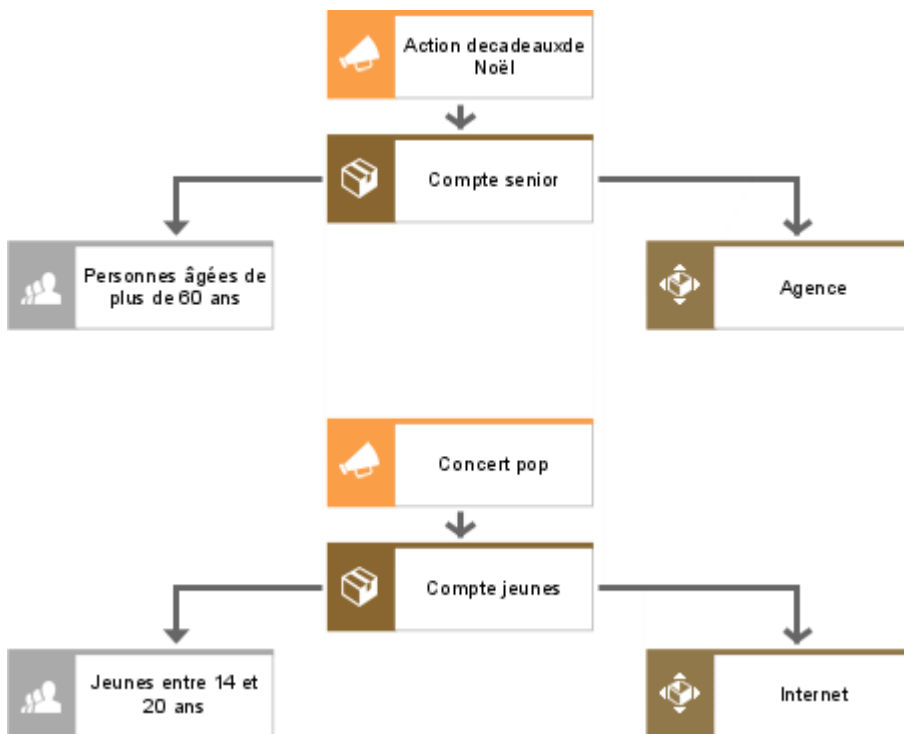 Action decadeauxde
Noël
Compte senior
Personnes âgées de
plus de 60 ans
Agence
Concert pop
Compte jeunes
Jeunes entre 14 et
20 ans
Internet